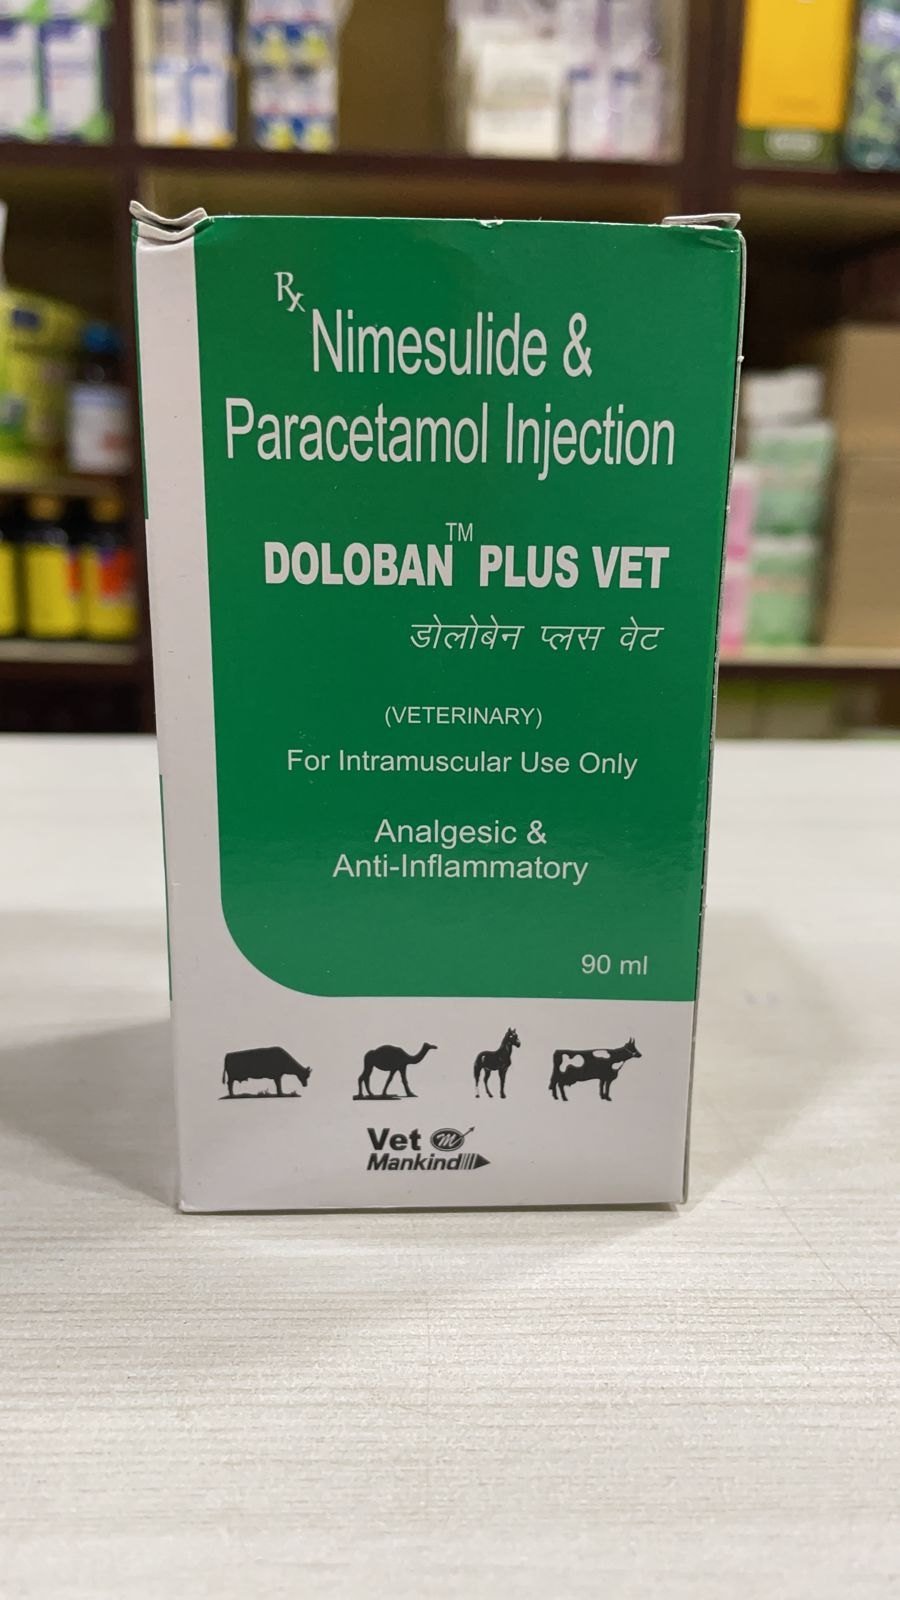 Rx
Nimesulide &
Paracetamol Injection
DOLOBAN™ PLUS VET
डोलोबेन प्लस वेट
(VETERINARY)
For Intramuscular Use Only
Analgesic &
Anti-Inflammatory
90 ml
Vet m
Mankind